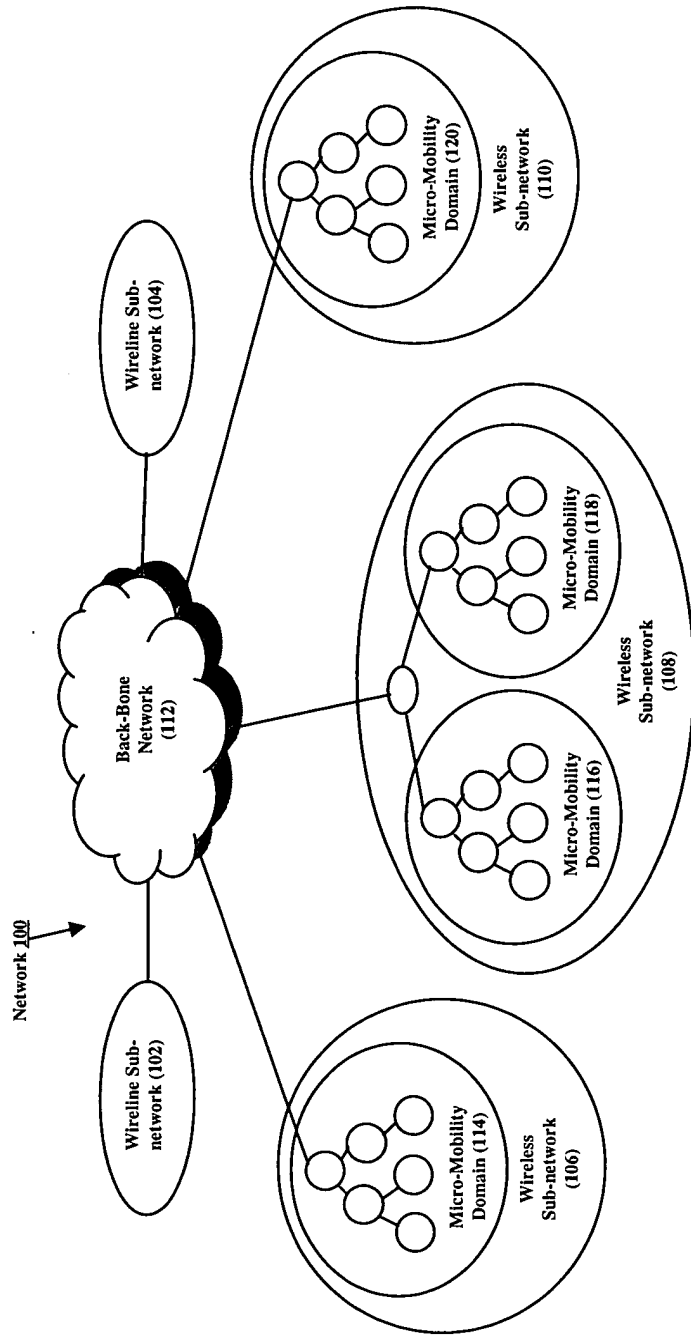 Network 100
Wireline Sub-
network (102)
Back-Bone
Network
(112)
Wireline Sub-
network (104)
Micro-Mobility
Domain (114)
Wireless
Sub-network
(106)
Micro-Mobility
Domain (116)
Micro-Mobility
Domain (118)
Wireless
Sub-network
(108)
Micro-Mobility
Domain (120)
Wireless
Sub-network
(110)